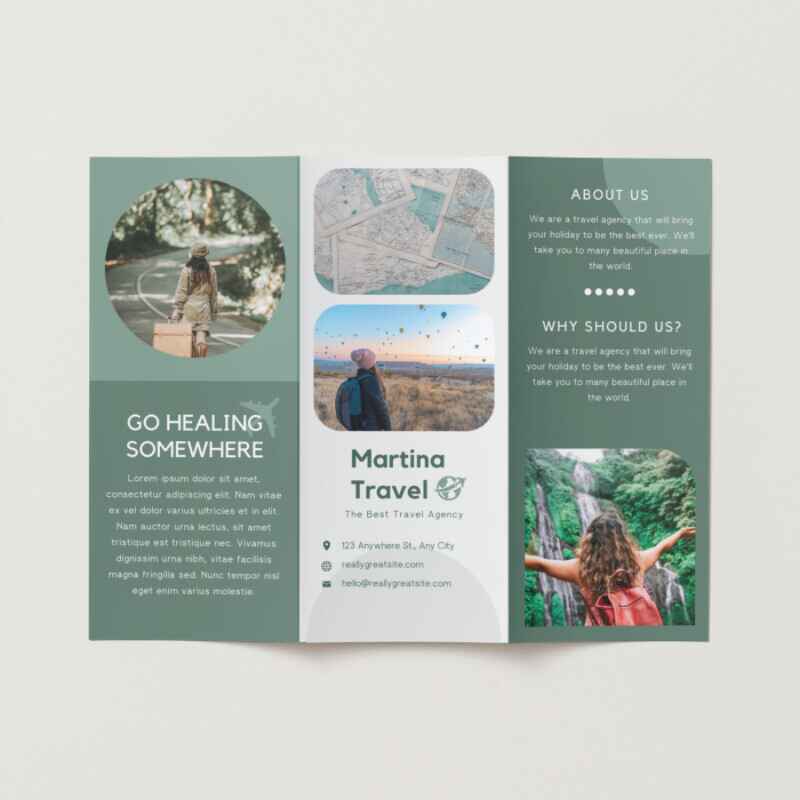 GO HEALING
SOMEWHERE
Lorem ipsum dolor sit amet,
consectetur adipiscing elit. Nam vitae
ex vel dolor varius ultricies et in elit.
Nam auctor urna lectus, sit amet
tristique est tristique nec. Vivamus
dignissim urna nibh, vitae facilisis
magna fringilla sed. Nunc tempor nisl
eget enim varius molestie.
Martina
Travel
The Best Travel Agency
123 Anywhere St., Any City
reallygreatsite.com
hello@reallygreatsite.com
ABOUT US
We are a travel agency that will bring
your holiday to be the best ever. We'll
take you to many beautiful place in
the world.
WHY SHOULD US?
We are a travel agency that will bring
your holiday to be the best ever. We'll
take you to many beautiful place in
the world.